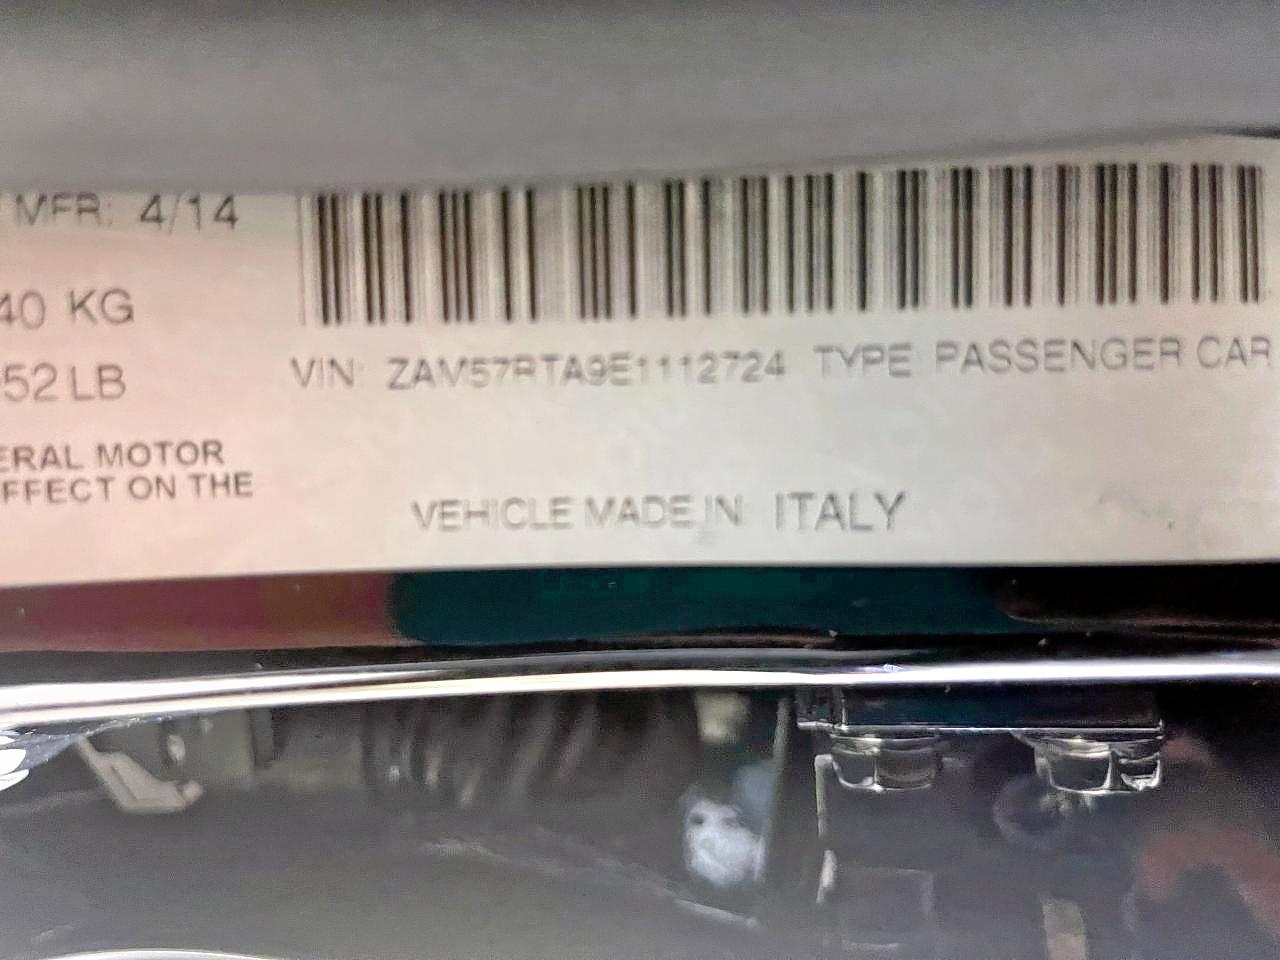 MFR: 4/14
40 KG
52 LB
VIN: ZAM57RTA9E1112724 TYPE: PASSENGER CAR
ERAL MOTOR
FFECT ON THE
VEHICLE MADE IN ITALY